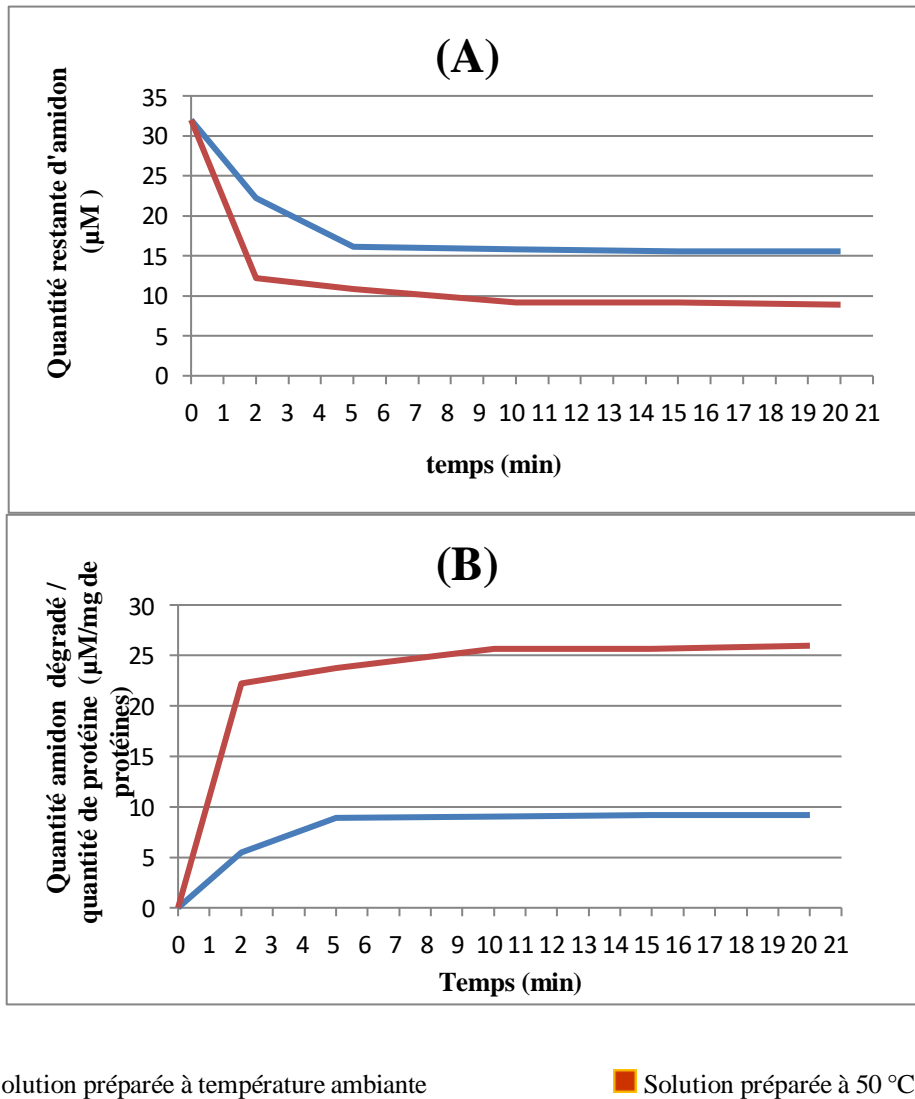 (A)
Quantité restante d'amidon
(µM )
35
30
25
20
15
10
5
0
0 1 2 3 4 5 6 7 8 9 10 11 12 13 14 15 16 17 18 19 20 21
temps (min)
(B)
Quantité amidon dégradé /
quantité de protéine (µM/mg de
protéines)
30
25
20
15
10
5
0
0 1 2 3 4 5 6 7 8 9 10 11 12 13 14 15 16 17 18 19 20 21
Temps (min)
olution préparée à température ambiante
Solution préparée à 50 °C